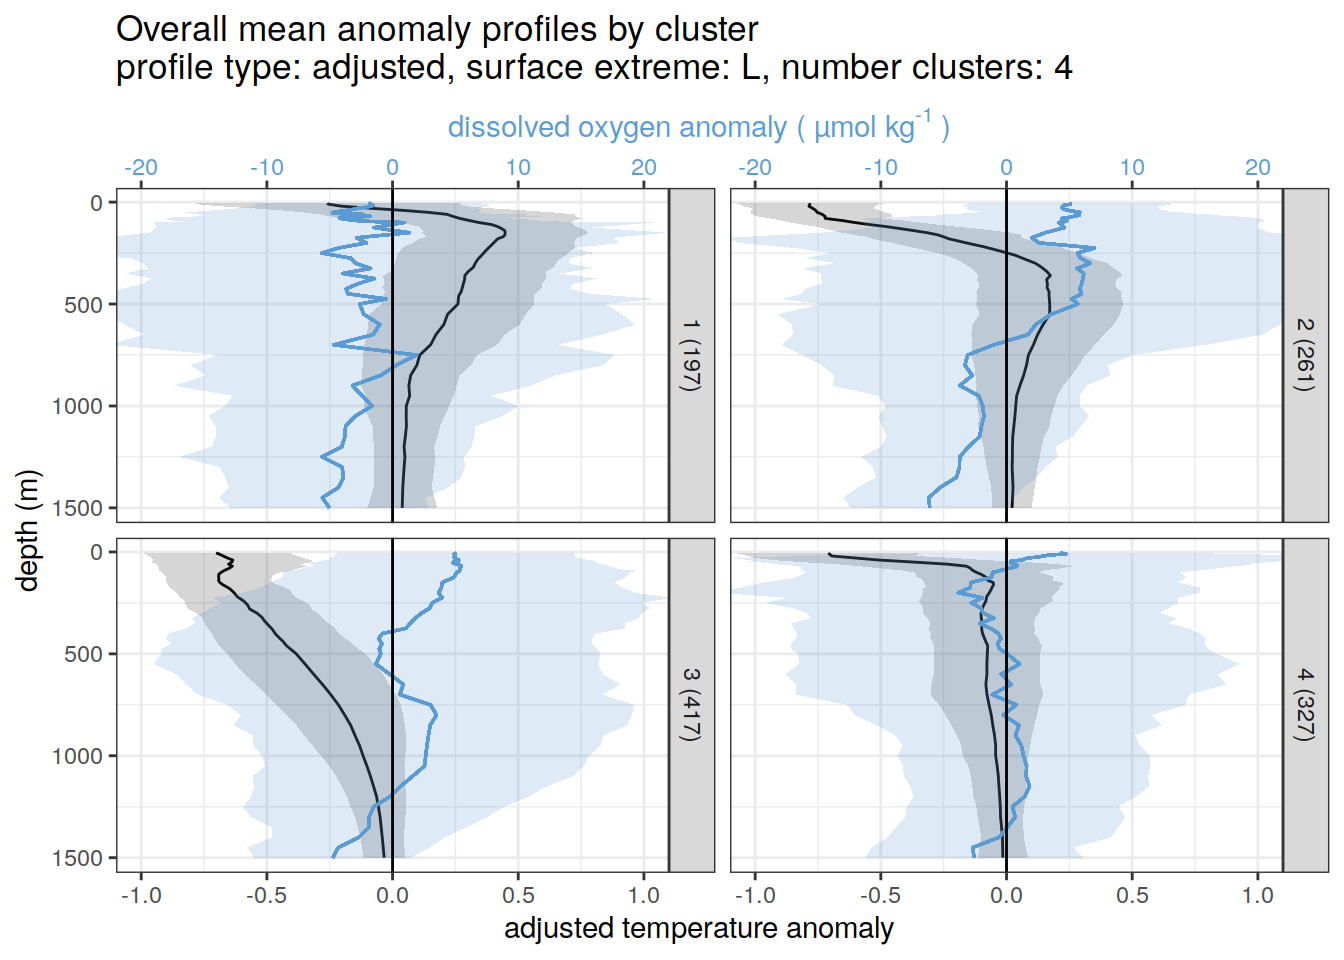 Overall mean anomaly profiles by cluster
profile type: adjusted, surface extreme: L, number clusters: 4
dissolved oxygen anomaly ( µmol kg⁻¹ )
-20 -10 0 10 20 -20 -10 0 10 20
0
500
1000
1500
1 (197)
2 (261)
0
500
1000
1500
3 (417)
4 (327)
depth (m)
-1.0 -0.5 0.0 0.5 1.0 -1.0 -0.5 0.0 0.5 1.0
adjusted temperature anomaly